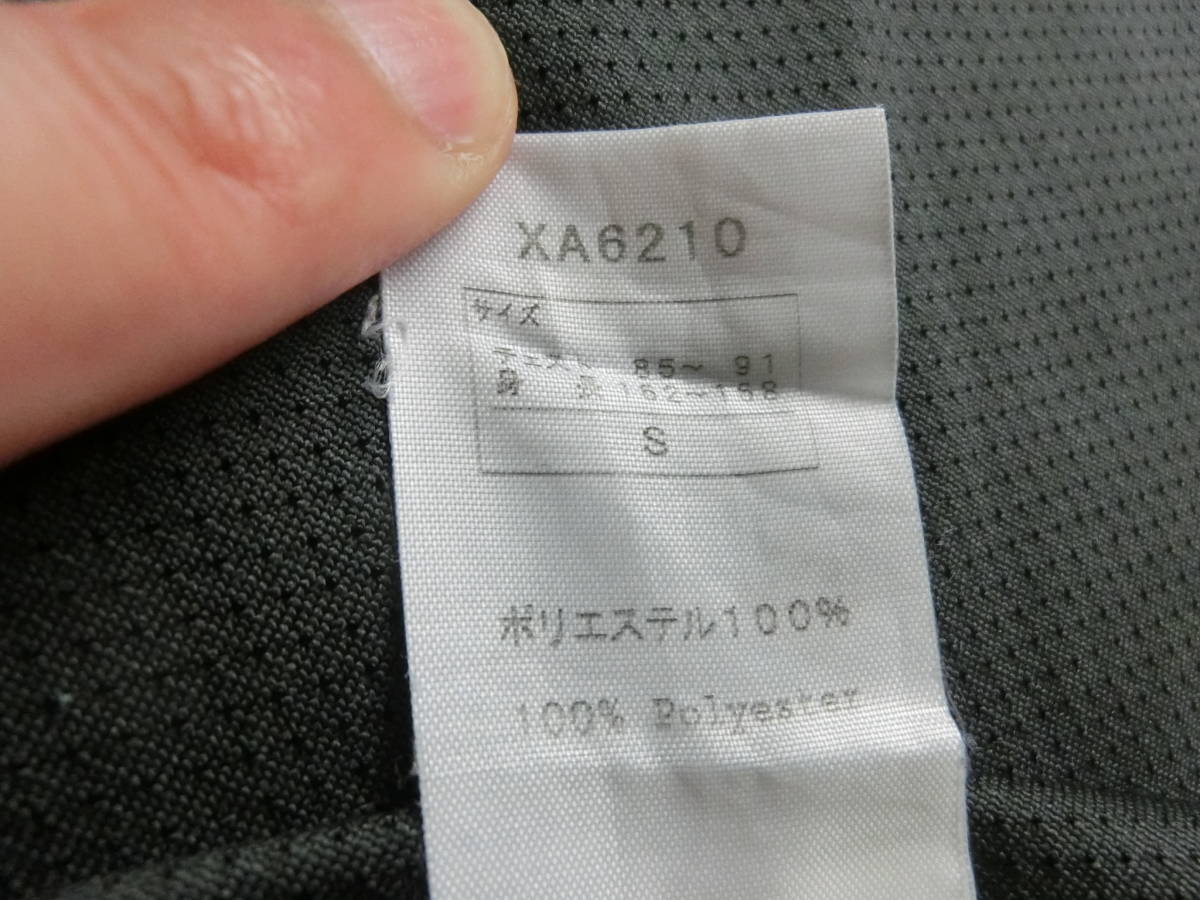 XA6210
サイズ
チェスト 85〜 91
身 長 162〜168
S
ポリエステル100%
100% Polyester